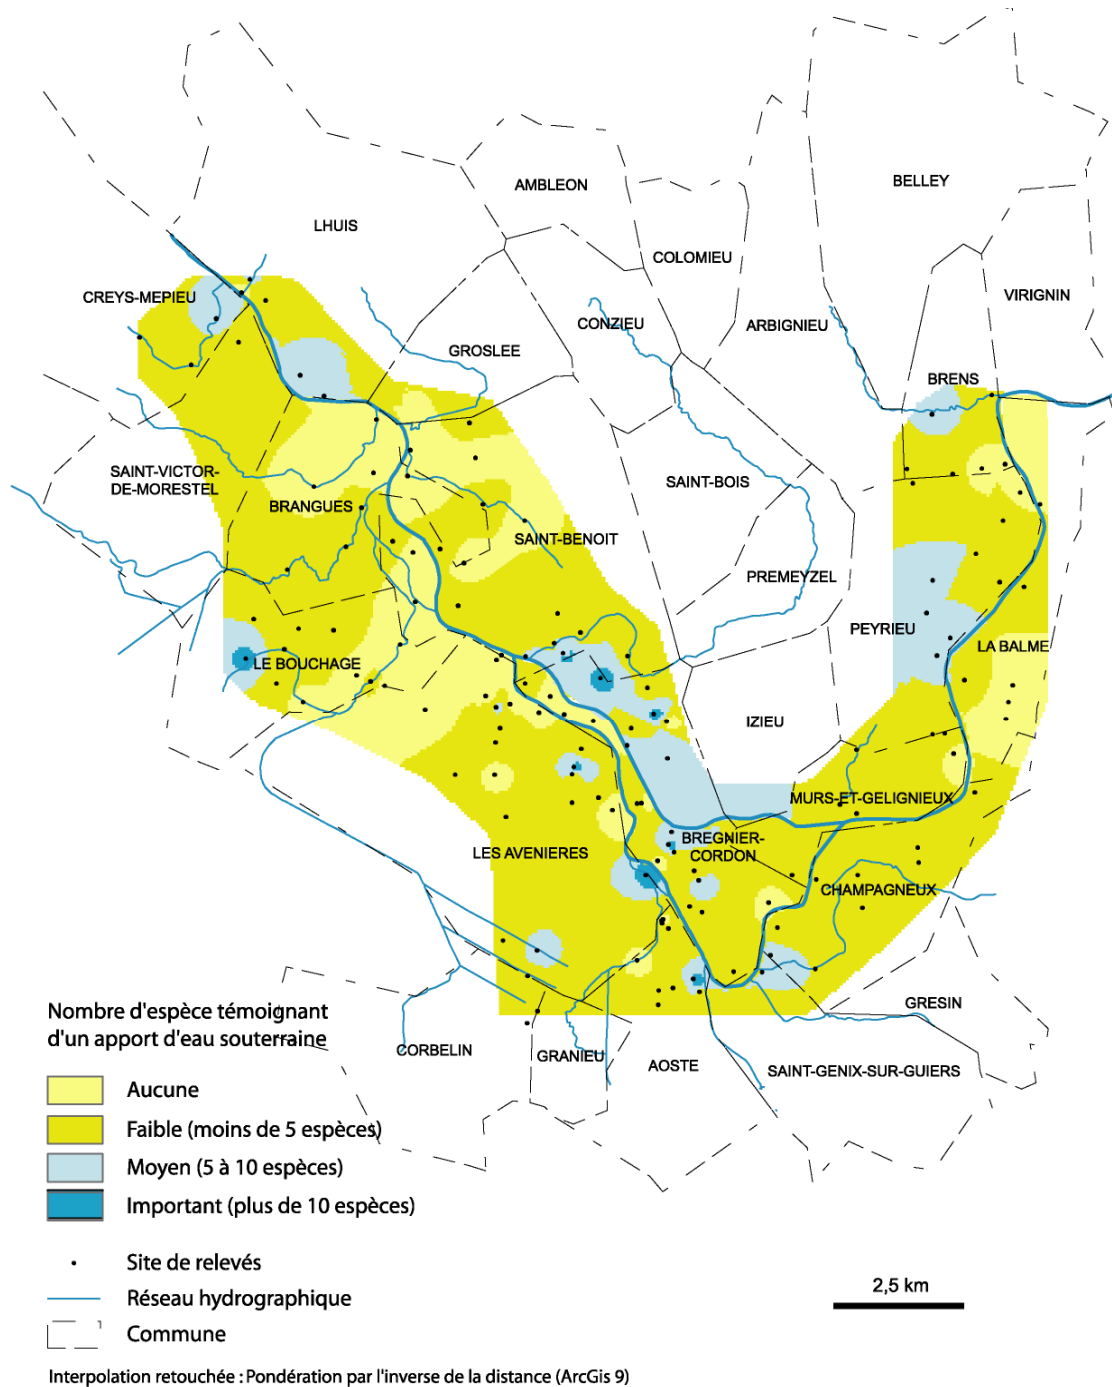 AMBLEON
BELLEY
LHUIS
COLOMIEU
CREYS-MEPIEU
VIRIGNIN
CONZIEU
ARBIGNIEU
GROSLEE
BRENS
SAINT-VICTOR-
DE-MORESTEL
SAINT-BOIS
BRANGUES
SAINT-BENOIT
PREMEYZEL
PEYRIEU
LA BALME
LE BOUCHAGE
IZIEU
MURS-ET-GELIGNIEUX
BREGNIER-
CORDON
LES AVENIERES
CHAMPAGNEUX
GRESIN
CORBELIN
GRANIEU
AOSTE
SAINT-GENIX-SUR-GUIERS
Nombre d'espèce témoignant
d'un apport d'eau souterraine
Aucune
Faible (moins de 5 espèces)
Moyen (5 à 10 espèces)
Important (plus de 10 espèces)
Site de relevés
Réseau hydrographique
Commune
2,5 km
Interpolation retouchée : Pondération par l'inverse de la distance (ArcGis 9)